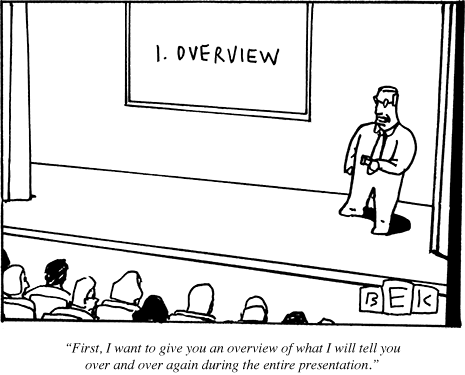 1. OVERVIEW
BEK
“First, I want to give you an overview of what I will tell you
over and over again during the entire presentation.”